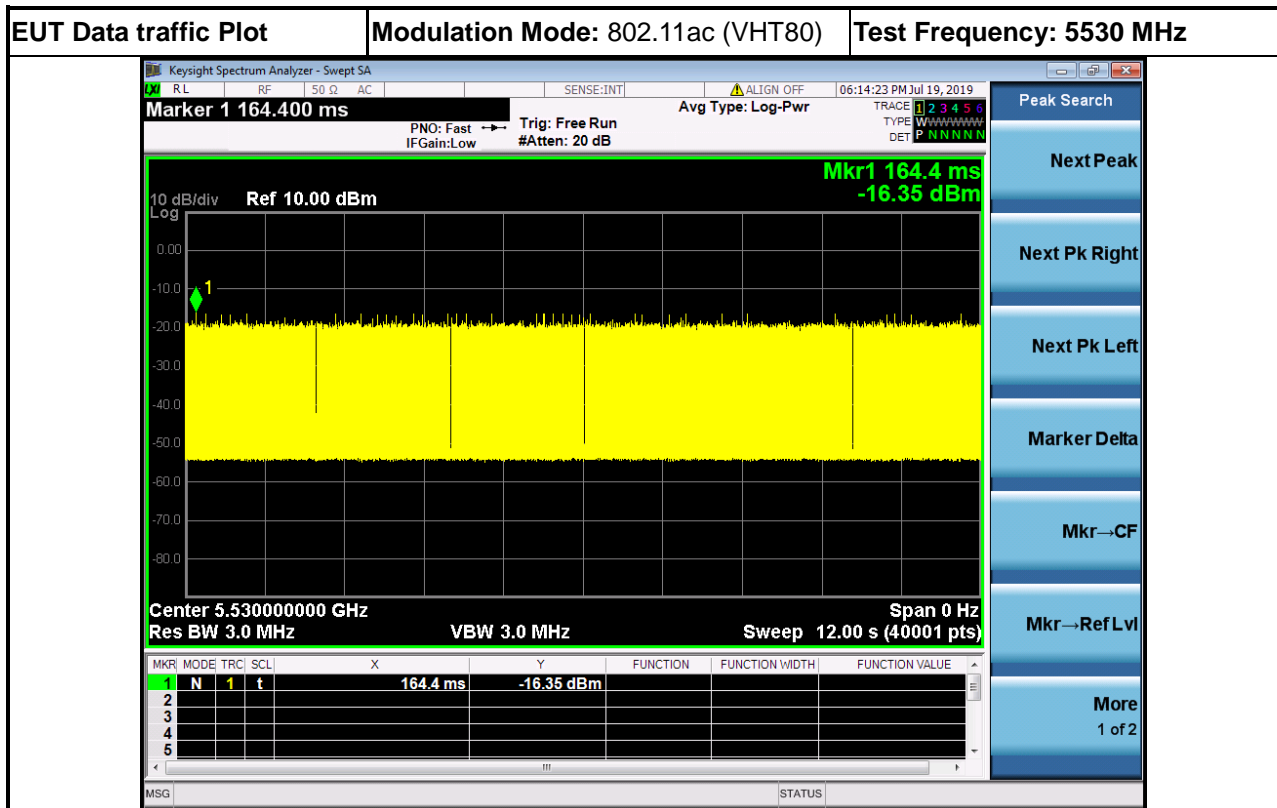 EUT Data traffic Plot Modulation Mode: 802.11ac (VHT80) Test Frequency: 5530 MHz
Keysight Spectrum Analyzer - Swept SA
LXI RL RF 50 Ω AC SENSE:INT ALIGN OFF 06:14:23 PM Jul 19, 2019
Marker 1 164.400 ms
PNO: Fast
IFGain:Low
Trig: Free Run
#Atten: 20 dB
Avg Type: Log-Pwr
TRACE 1 2 3 4 5 6
TYPE WWWWWW
DET P N N N N N
Mkr1 164.4 ms
-16.35 dBm
10 dB/div Ref 10.00 dBm
Log
0.00
-10.0
-20.0
-30.0
-40.0
-50.0
-60.0
-70.0
-80.0
1
Center 5.530000000 GHz Span 0 Hz
Res BW 3.0 MHz VBW 3.0 MHz Sweep 12.00 s (40001 pts)
MKR MODE TRC SCL X Y FUNCTION FUNCTION WIDTH FUNCTION VALUE
1 N 1 t 164.4 ms -16.35 dBm
2
3
4
5
MSG STATUS
Peak Search
Next Peak
Next Pk Right
Next Pk Left
Marker Delta
Mkr→CF
Mkr→Ref Lvl
More
1 of 2